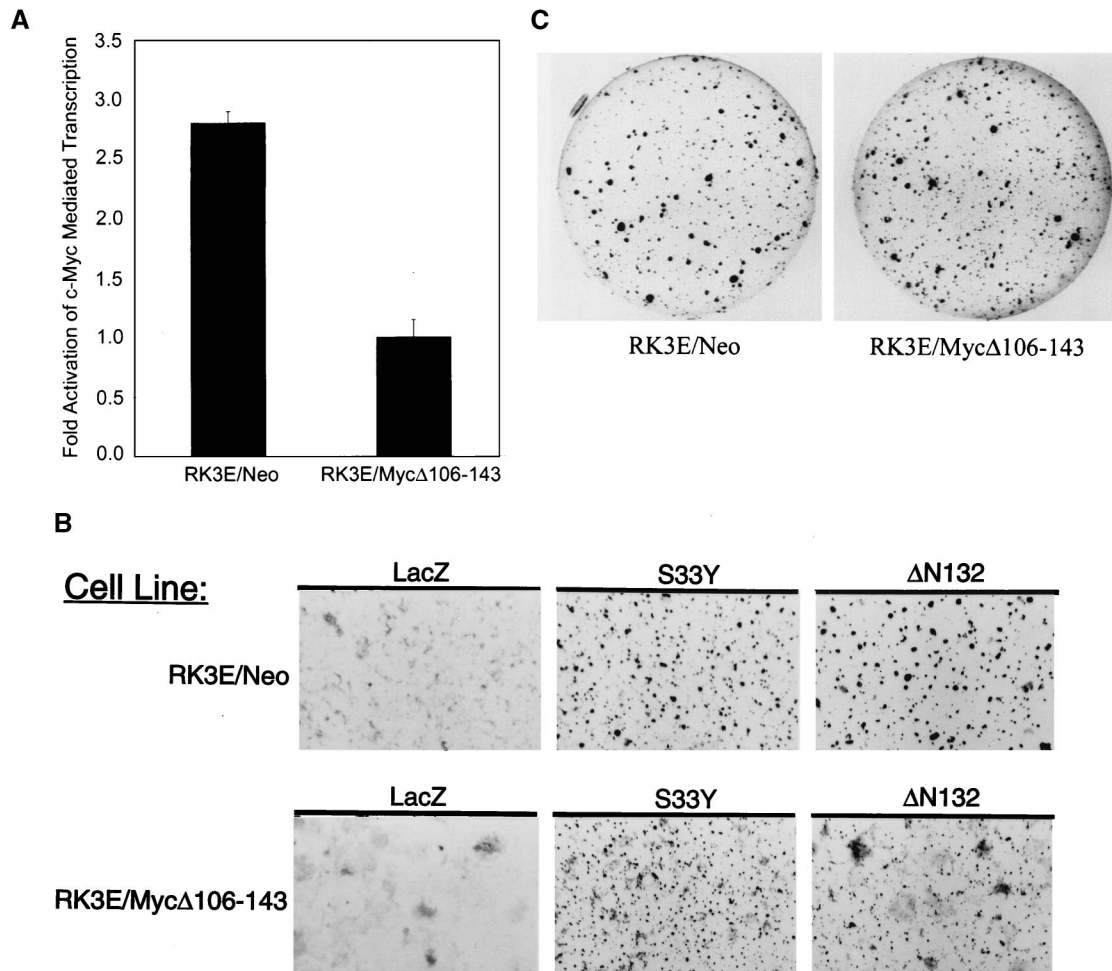 A
Fold Activation of c-Myc Mediated Transcription
3.5
3.0
2.5
2.0
1.5
1.0
0.5
0.0
RK3E/Neo
RK3E/MycΔ106-143
C
RK3E/Neo
RK3E/MycΔ106-143
B
Cell Line:
LacZ
S33Y
ΔN132
RK3E/Neo
LacZ
S33Y
ΔN132
RK3E/MycΔ106-143